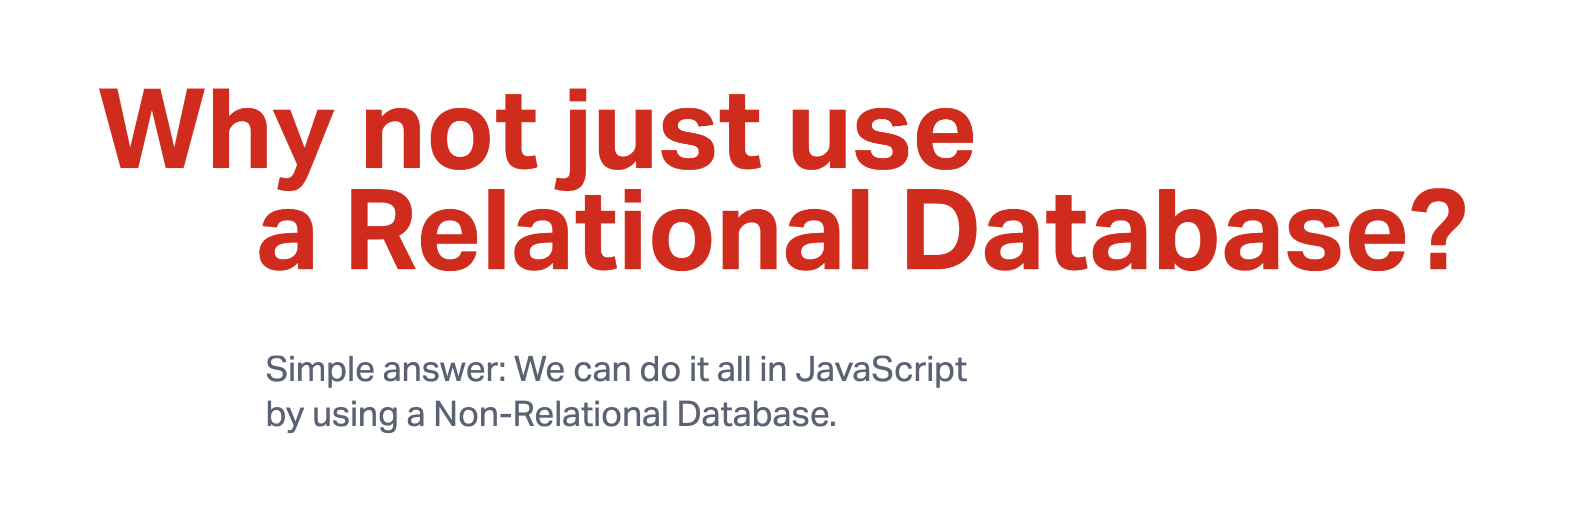 Why not just use
a Relational Database?
Simple answer: We can do it all in JavaScript
by using a Non-Relational Database.